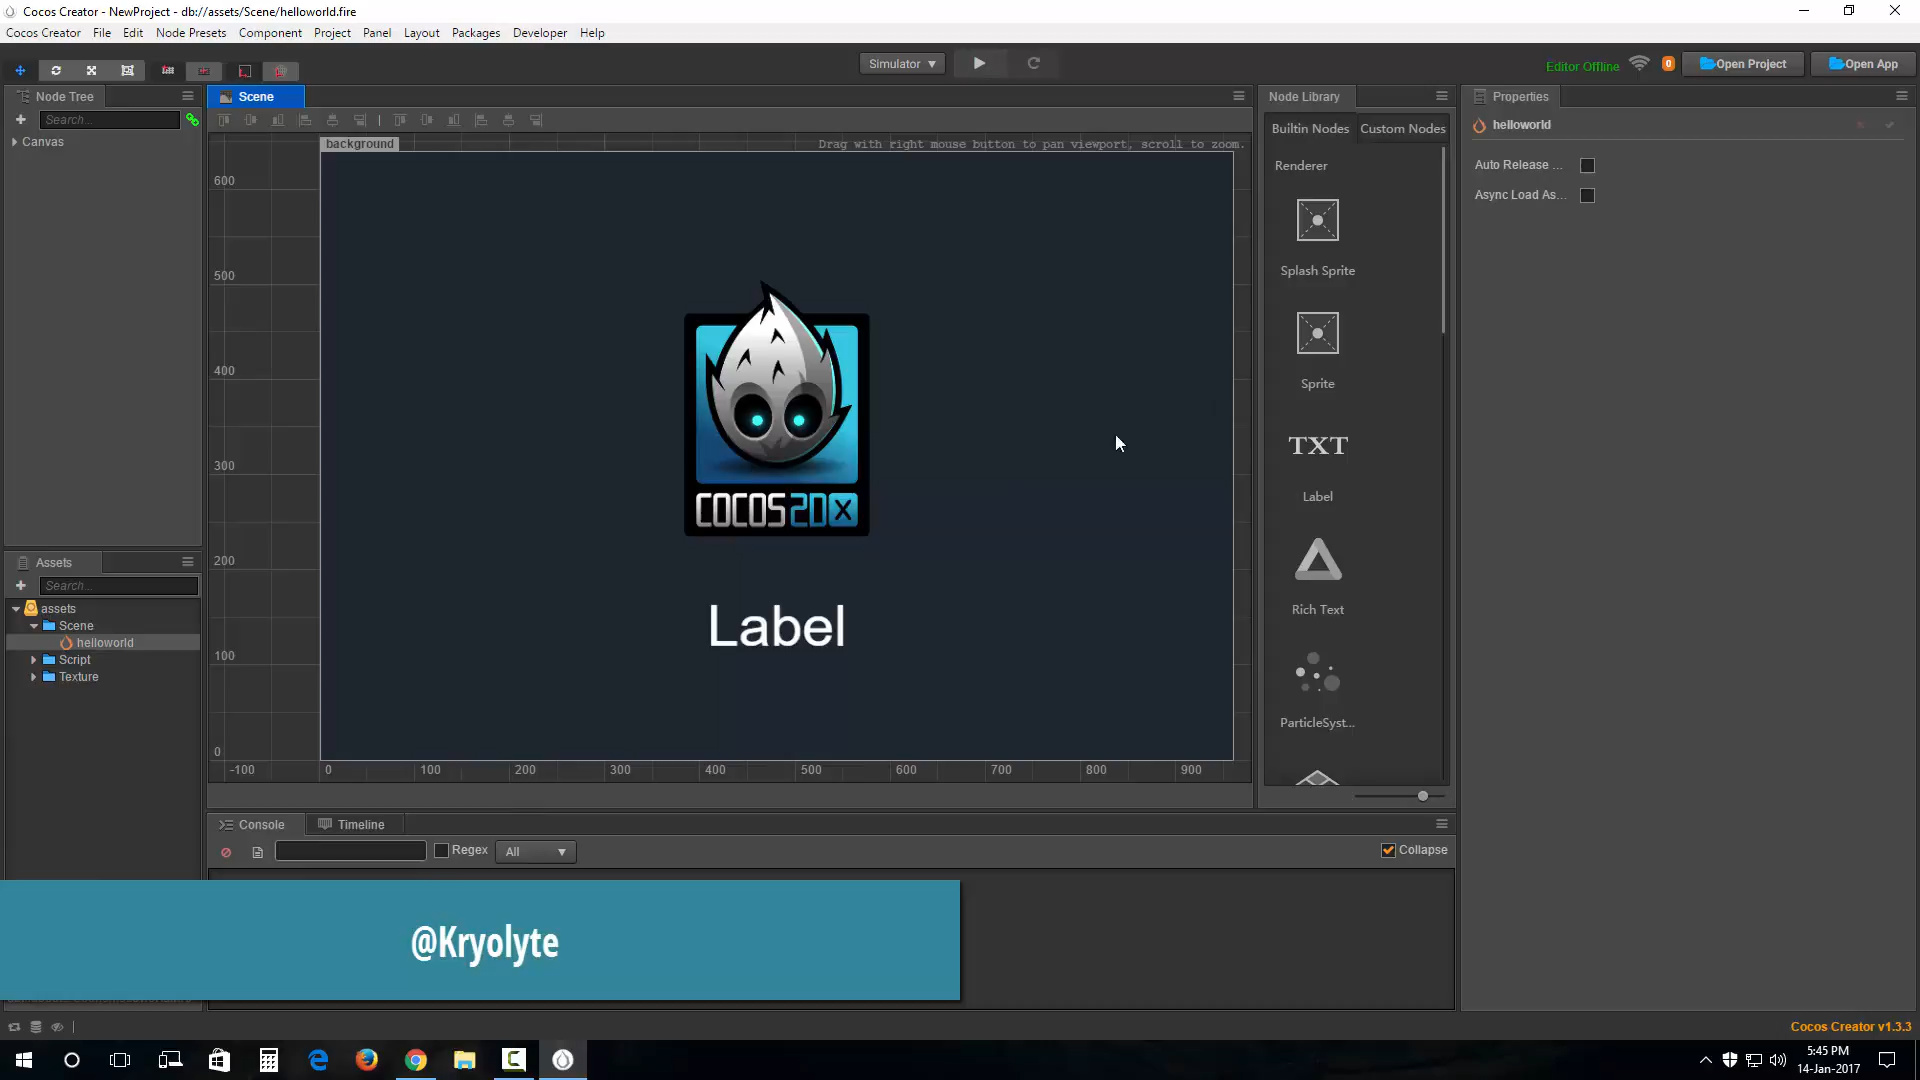 Cocos Creator - NewProject - db://assets/Scene/helloworld.fire
Cocos Creator File Edit Node Presets Component Project Panel Layout Packages Developer Help
Simulator
Editor Offline
0
Open Project
Open App
Node Tree
Search...
Canvas
Scene
background
Drag with right mouse button to pan viewport, scroll to zoom.
600
500
400
300
200
100
0
-100 0 100 200 300 400 500 600 700 800 900
COCOS2DX
Label
Node Library
Builtin Nodes Custom Nodes
Renderer
Splash Sprite
Sprite
TXT
Label
Rich Text
ParticleSyst...
Properties
helloworld
Auto Release ...
Async Load As...
Assets
Search...
assets
Scene
helloworld
Script
Texture
Console Timeline
Regex All Collapse
@Kryolyte
Cocos Creator v1.3.3
5:45 PM
14-Jan-2017